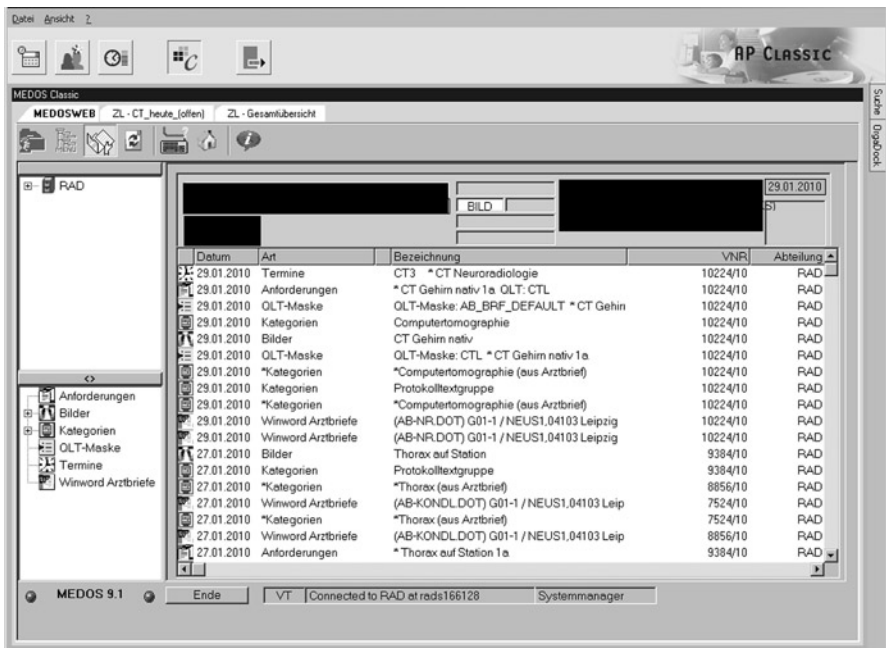 Datei Ansicht ?
AP CLASSIC
MEDOS Classic
MEDOSWEB ZL - CT_heute_(offen) ZL - Gesamtübersicht
Suche
OrgaDock
RAD
29.01.2010
BILD
Datum Art Bezeichnung VNR Abteilung
29.01.2010 Termine CT3 *CT Neuroradiologie 10224/10 RAD
29.01.2010 Anforderungen *CT Gehirn nativ 1a QLT: CTL 10224/10 RAD
29.01.2010 QLT-Maske QLT-Maske: AB_BRF_DEFAULT *CT Gehirn 10224/10 RAD
29.01.2010 Kategorien Computertomographie 10224/10 RAD
29.01.2010 Bilder CT Gehirn nativ 10224/10 RAD
29.01.2010 QLT-Maske QLT-Maske: CTL *CT Gehirn nativ 1a 10224/10 RAD
29.01.2010 *Kategorien *Computertomographie (aus Arztbrief) 10224/10 RAD
29.01.2010 Kategorien Protokolltextgruppe 10224/10 RAD
29.01.2010 *Kategorien *Computertomographie (aus Arztbrief) 10224/10 RAD
29.01.2010 Winword Arztbriefe (AB-NR.DOT) G01-1 / NEUS1,04103 Leipzig 10224/10 RAD
29.01.2010 Winword Arztbriefe (AB-NR.DOT) G01-1 / NEUS1,04103 Leipzig 10224/10 RAD
27.01.2010 Bilder Thorax auf Station 9384/10 RAD
27.01.2010 Kategorien Protokolltextgruppe 9384/10 RAD
27.01.2010 *Kategorien *Thorax (aus Arztbrief) 8856/10 RAD
27.01.2010 Winword Arztbriefe (AB-KONDL.DOT) G01-1 / NEUS1,04103 Leip 7524/10 RAD
27.01.2010 *Kategorien *Thorax (aus Arztbrief) 7524/10 RAD
27.01.2010 Winword Arztbriefe (AB-KONDL.DOT) G01-1 / NEUS1,04103 Leip 8856/10 RAD
27.01.2010 Anforderungen *Thorax auf Station 1a 9384/10 RAD
Anforderungen
Bilder
Kategorien
QLT-Maske
Termine
Winword Arztbriefe
MEDOS 9.1 Ende VT Connected to RAD at rads166128 Systemmanager